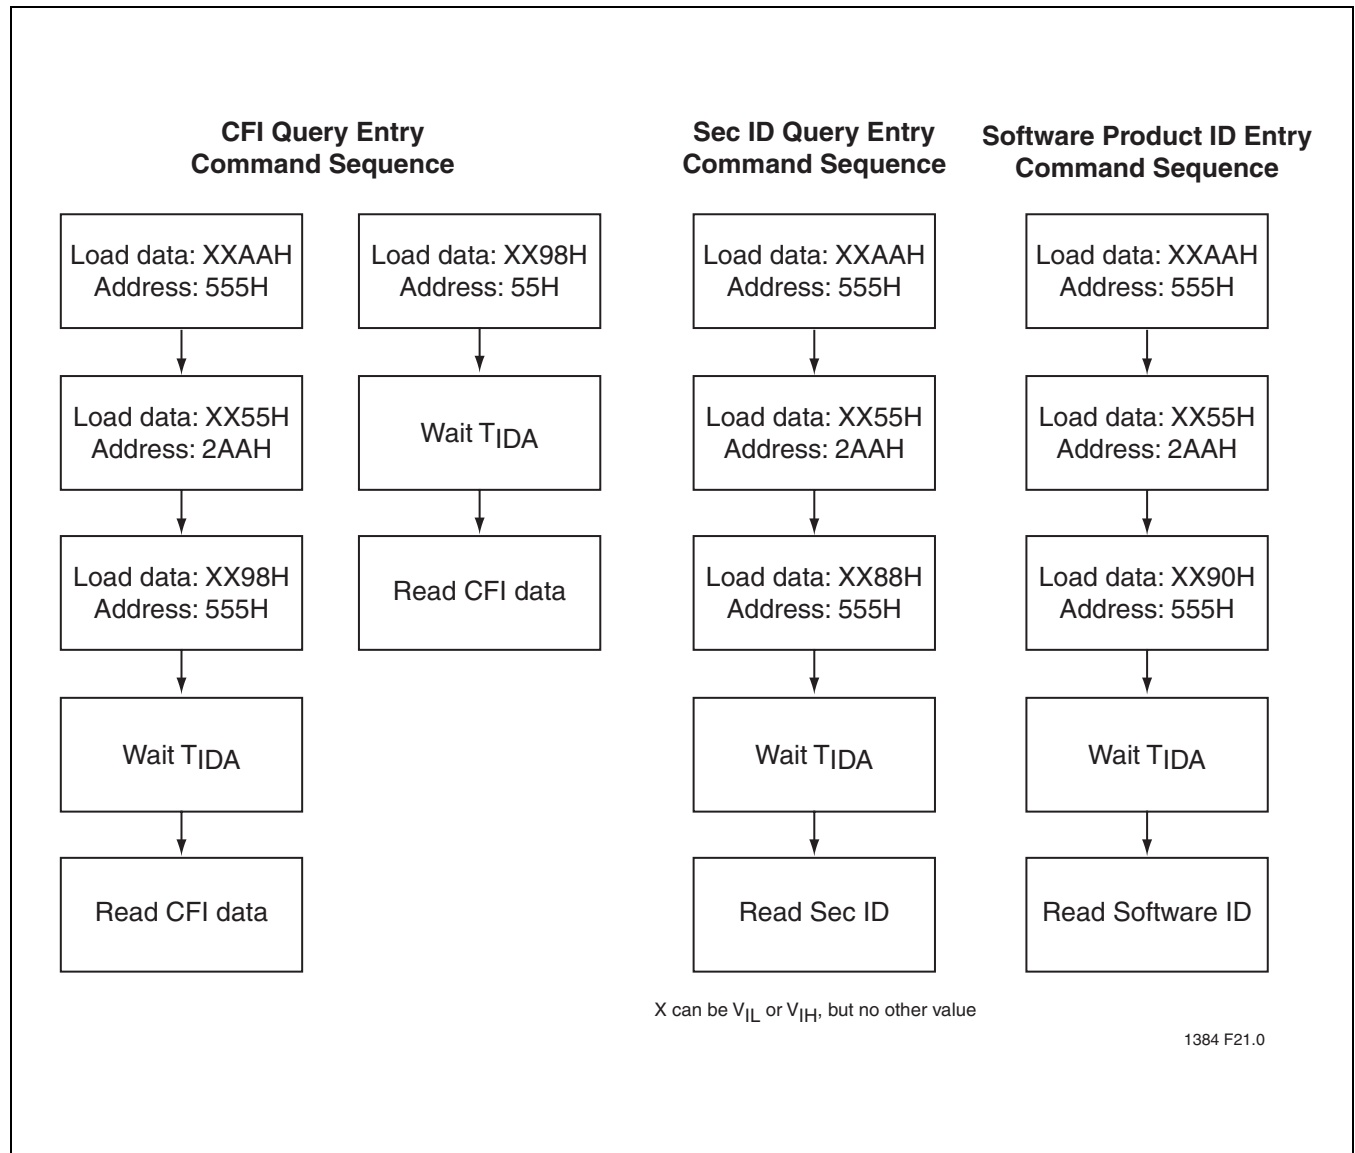 CFI Query Entry
Command Sequence
Load data: XXAAH
Address: 555H
Load data: XX55H
Address: 2AAH
Load data: XX98H
Address: 555H
Wait TIDA
Read CFI data
Load data: XX98H
Address: 55H
Wait TIDA
Read CFI data
Sec ID Query Entry
Command Sequence
Load data: XXAAH
Address: 555H
Load data: XX55H
Address: 2AAH
Load data: XX88H
Address: 555H
Wait TIDA
Read Sec ID
Software Product ID Entry
Command Sequence
Load data: XXAAH
Address: 555H
Load data: XX55H
Address: 2AAH
Load data: XX90H
Address: 555H
Wait TIDA
Read Software ID
X can be VIL or VIH, but no other value
1384 F21.0